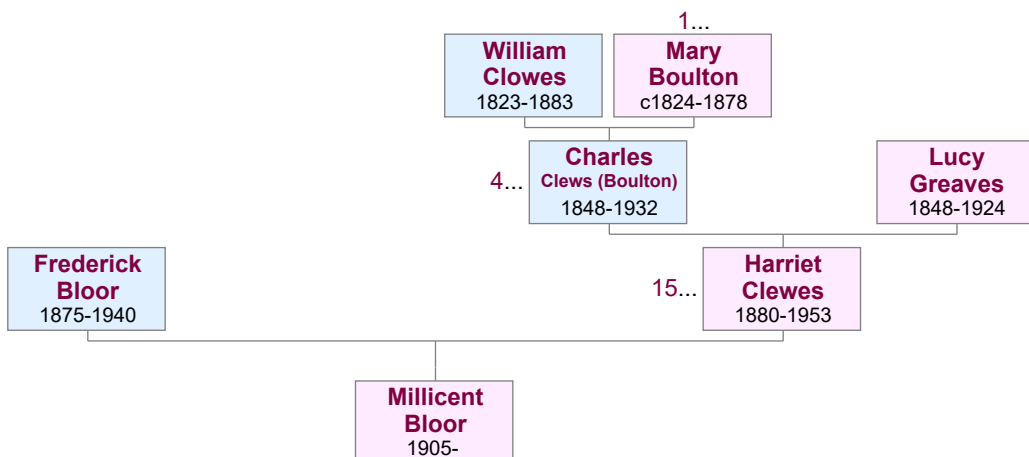 1...
William
Clowes
1823-1883
Mary
Boulton
c1824-1878
4...
Charles
Clews (Boulton)
1848-1932
Lucy
Greaves
1848-1924
Frederick
Bloor
1875-1940
15...
Harriet
Clewes
1880-1953
Millicent
Bloor
1905-